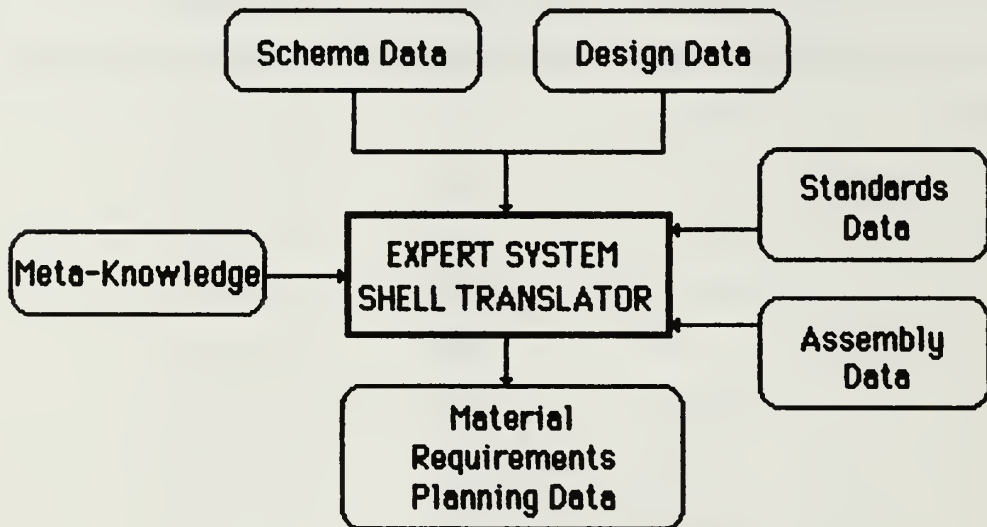 Schema Data
Design Data
Standards
Data
Meta-Knowledge
EXPERT SYSTEM
SHELL TRANSLATOR
Assembly
Data
Material
Requirements
Planning Data